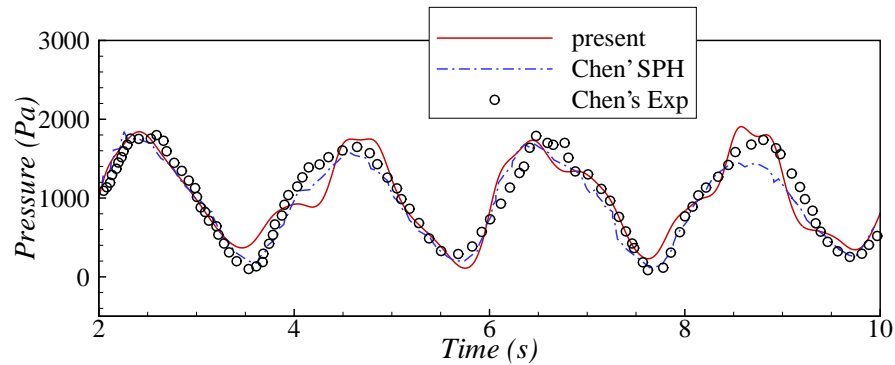 3000
2000
1000
0
Pressure (Pa)
present
Chen' SPH
Chen's Exp
2
4
6
8
10
Time (s)